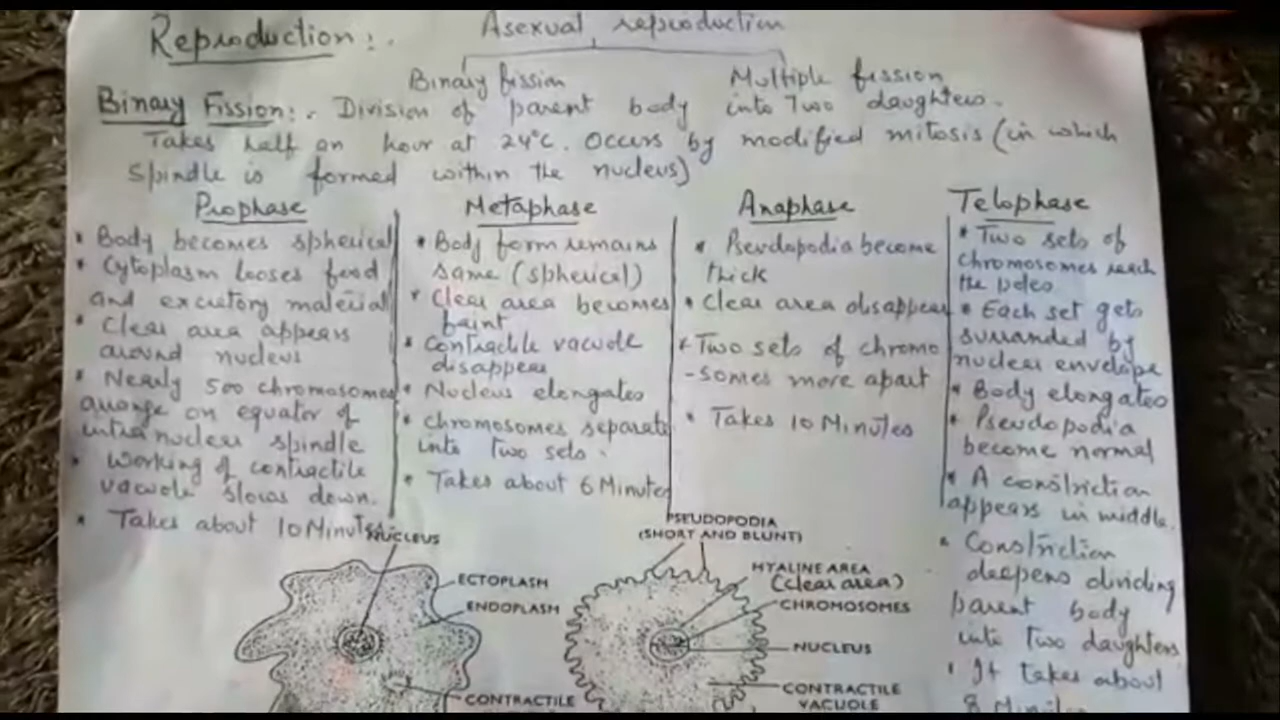 Reproduction:.
Asexual reproduction
Binary fission
Multiple fission
Binary Fission:. Division of parent body into Two daughters.
Takes half an hour at 24°C. Occurs by modified mitosis (in which
Spindle is formed within the nucleus)
Prophase
* Body becomes spherical
* Cytoplasm looses food
and excretory material
* Clear area appears
around nucleus
* Nearly 500 chromosomes
arrange on equator of
intra nuclear spindle
* Working of contractile
vacuole slows down.
* Takes about 10 Minutes
Metaphase
* Body form remains
same (spherical)
* Clear area becomes
faint
* Contractile vacuole
disappears
* Nucleus elongates
* Chromosomes separate
into Two sets.
* Takes about 6 Minutes
Anaphase
* Pseudopodia become
thick
* Clear area disappear
* Two sets of chromo
-somes more apart
* Takes 10 Minutes
Telophase
* Two sets of
chromosomes reach
the poles
* Each set gets
surranded by
nuclear envelope
* Body elongates
* Pseudopodia
become normal
* A constriction
appears in middle.
* Constriction
deepens dividing
parent body
into Two daughters
* It takes about
8 Minutes
NUCLEUS
ECTOPLASM
ENDOPLASM
CONTRACTILE
PSEUDOPODIA
(SHORT AND BLUNT)
HYALINE AREA
(Clear area)
CHROMOSOMES
NUCLEUS
CONTRACTILE
VACUOLE